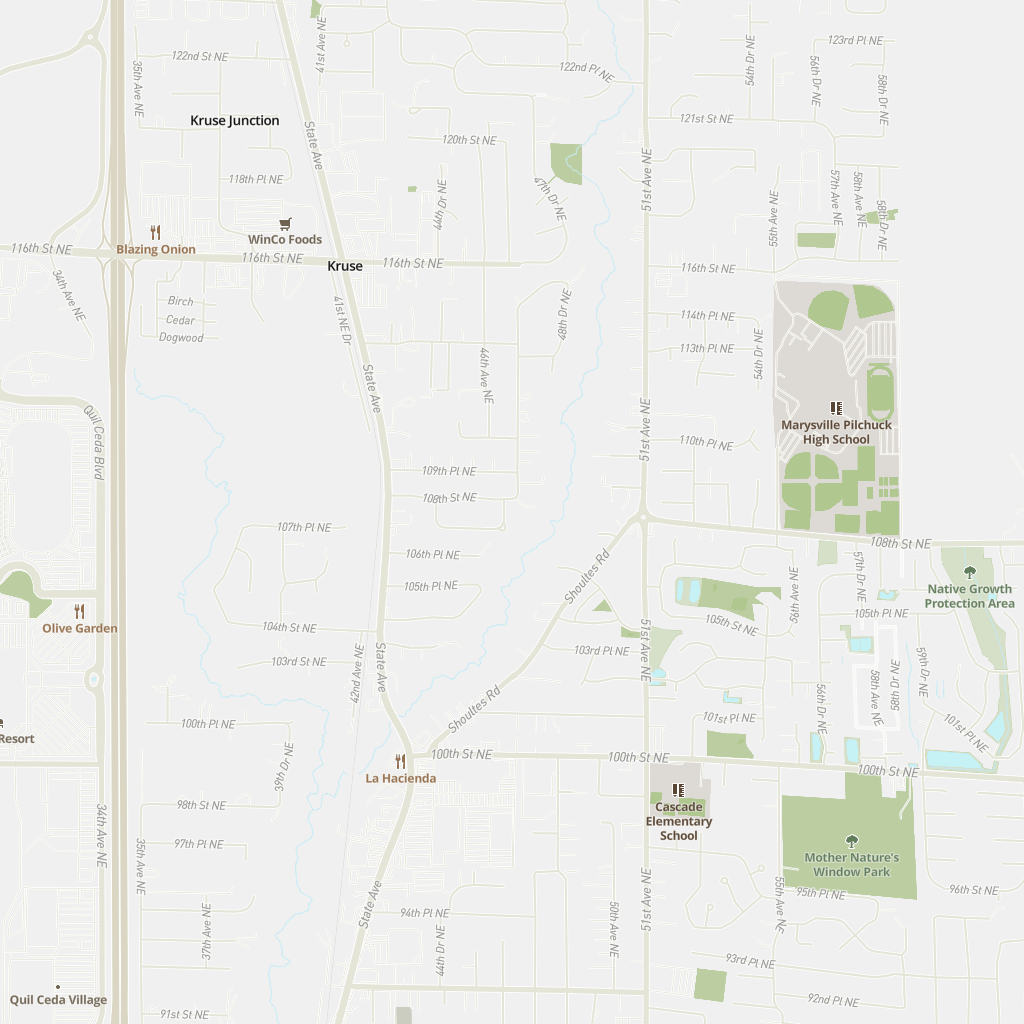 41st Ave NE
123rd Pl NE
54th Dr NE
56th Dr NE
58th Dr NE
122nd St NE
35th Ave NE
122nd Pl NE
Kruse Junction
State Ave
120th St NE
121st St NE
51st Ave NE
118th Pl NE
44th Dr NE
47th Dr NE
57th Ave NE
58th Ave NE
58th Dr NE
55th Ave NE
WinCo Foods
116th St NE
Blazing Onion
116th St NE
Kruse
116th St NE
116th St NE
34th Ave NE
Birch
Cedar
Dogwood
41st NE Dr
48th Dr NE
114th Pl NE
113th Pl NE
54th Dr NE
State Ave
46th Ave NE
Quil Ceda Blvd
51st Ave NE
110th Pl NE
Marysville Pilchuck
High School
109th Pl NE
108th St NE
107th Pl NE
108th St NE
106th Pl NE
105th Pl NE
Shoultes Rd
57th Dr NE
56th Ave NE
Native Growth
Protection Area
Olive Garden
104th St NE
105th St NE
105th Pl NE
103rd St NE
42nd Ave NE
State Ave
103rd Pl NE
51st Ave NE
59th Dr NE
58th Ave NE
58th Dr NE
56th Dr NE
Resort
100th Pl NE
Shoultes Rd
101st Pl NE
101st Pl NE
39th Dr NE
100th St NE
100th St NE
100th St NE
La Hacienda
98th St NE
Cascade
Elementary
School
34th Ave NE
35th Ave NE
97th Pl NE
Mother Nature's
Window Park
95th Pl NE
96th St NE
State Ave
94th Pl NE
37th Ave NE
44th Dr NE
50th Ave NE
51st Ave NE
55th Ave NE
93rd Pl NE
Quil Ceda Village
91st St NE
92nd Pl NE